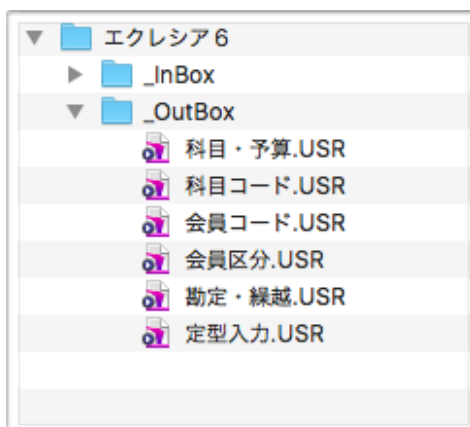 エクレシア6
_InBox
_OutBox
科目・予算.USR
科目コード.USR
会員コード.USR
会員区分.USR
勘定・繰越.USR
定型入力.USR